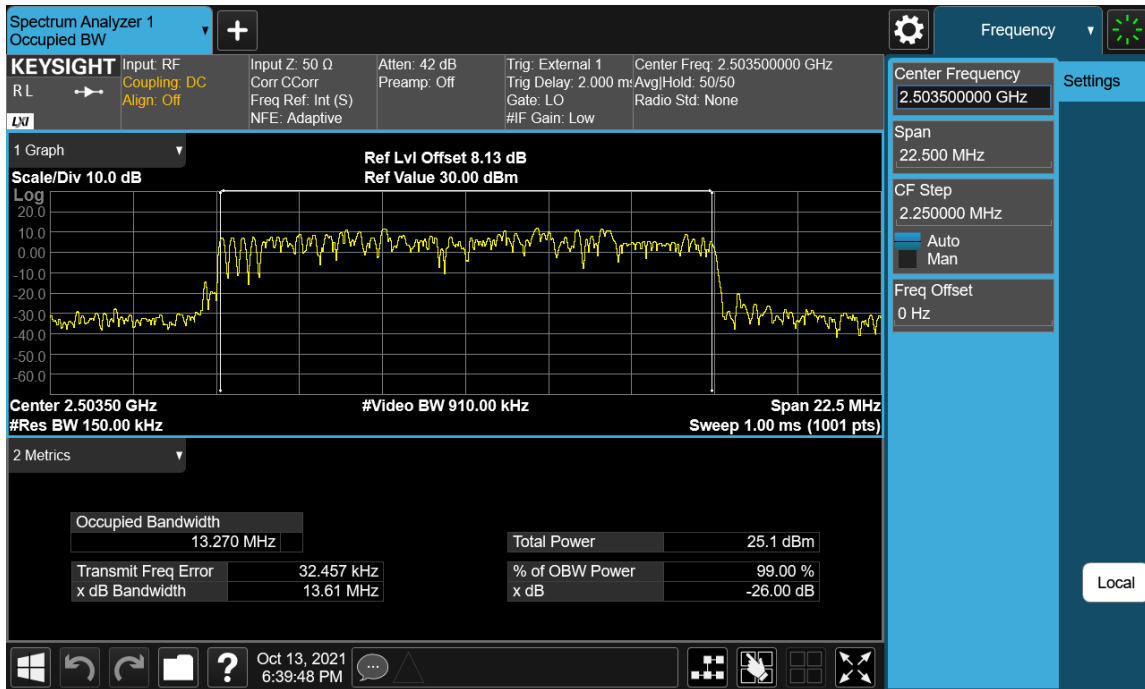 Spectrum Analyzer 1
Occupied BW
+
Frequency
KEYSIGHT
R L
LXI
Input: RF
Coupling: DC
Align: Off
Input Z: 50 Ω
Corr CCorr
Freq Ref: Int (S)
NFE: Adaptive
Atten: 42 dB
Preamp: Off
Trig: External 1
Trig Delay: 2.000 ms
Gate: LO
#IF Gain: Low
Center Freq: 2.503500000 GHz
Avg|Hold: 50/50
Radio Std: None
Center Frequency
2.503500000 GHz
Settings
Span
22.500 MHz
CF Step
2.250000 MHz
Auto
Man
Freq Offset
0 Hz
Local
1 Graph
Scale/Div 10.0 dB
Ref Lvl Offset 8.13 dB
Ref Value 30.00 dBm
Log
20.0
10.0
0.00
-10.0
-20.0
-30.0
-40.0
-50.0
-60.0
Center 2.50350 GHz
#Res BW 150.00 kHz
#Video BW 910.00 kHz
Span 22.5 MHz
Sweep 1.00 ms (1001 pts)
2 Metrics
Occupied Bandwidth
13.270 MHz
Transmit Freq Error 32.457 kHz
x dB Bandwidth 13.61 MHz
Total Power 25.1 dBm
% of OBW Power 99.00 %
x dB -26.00 dB
?
Oct 13, 2021
6:39:48 PM